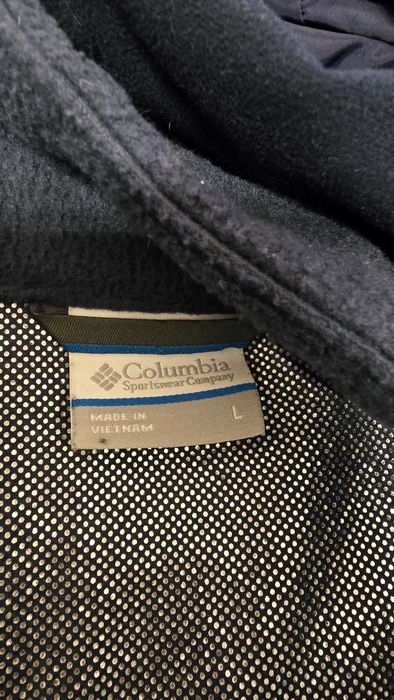 Columbia
Sportswear Company
MADE IN
VIETNAM
L